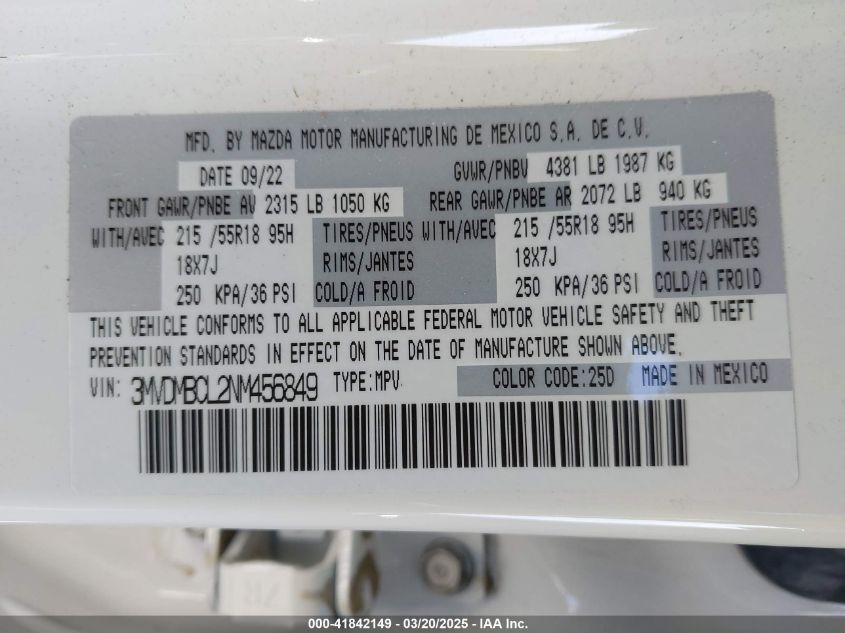 MFD. BY MAZDA MOTOR MANUFACTURING DE MEXICO S.A. DE C.V.
DATE 09/22 GVWR/PNBV 4381 LB 1987 KG
FRONT GAWR/PNBE AV 2315 LB 1050 KG REAR GAWR/PNBE AR 2072 LB 940 KG
WITH/AVEC 215 /55R18 95H TIRES/PNEUS WITH/AVEC 215 /55R18 95H TIRES/PNEUS
18X7J RIMS/JANTES 18X7J RIMS/JANTES
250 KPA/36 PSI COLD/A FROID 250 KPA/36 PSI COLD/A FROID
THIS VEHICLE CONFORMS TO ALL APPLICABLE FEDERAL MOTOR VEHICLE SAFETY AND THEFT
PREVENTION STANDARDS IN EFFECT ON THE DATE OF MANUFACTURE SHOWN ABOVE.
VIN: 3MVDMBCL2NM456849 TYPE:MPV COLOR CODE:25D MADE IN MEXICO
000-41842149 - 03/20/2025 - IAA Inc.